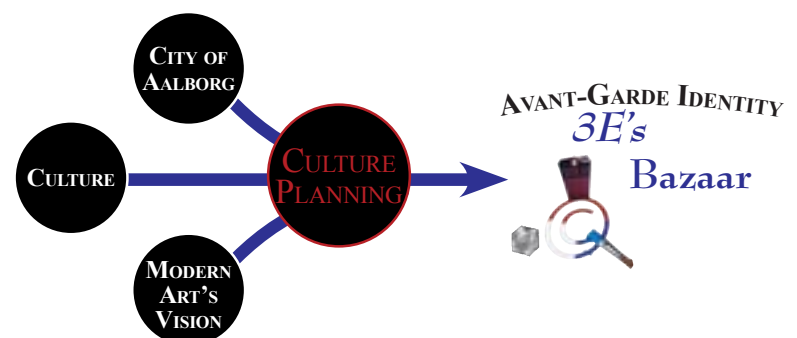 City of
Aalborg
Culture
Modern
Art's
Vision
Culture
Planning
Avant-Garde Identity
3E's
Bazaar